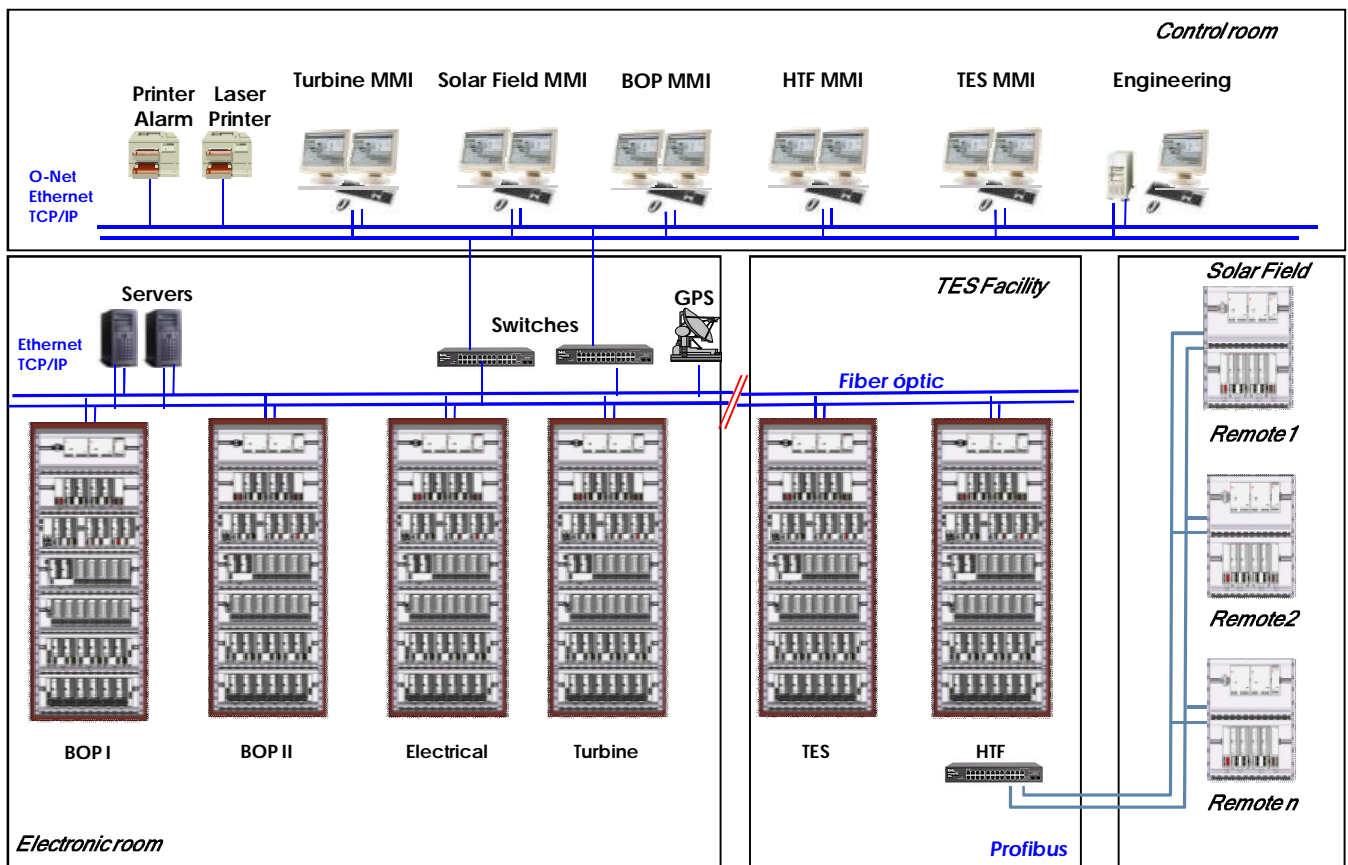 Control room
Printer
Alarm
Laser
Printer
Turbine MMI
Solar Field MMI
BOP MMI
HTF MMI
TES MMI
Engineering
O-Net
Ethernet
TCP/IP
Servers
Ethernet
TCP/IP
Switches
GPS
TES Facility
Fiber óptic
Solar Field
Remote 1
Remote2
Remote n
BOP I
BOP II
Electrical
Turbine
TES
HTF
Electronic room
Profibus